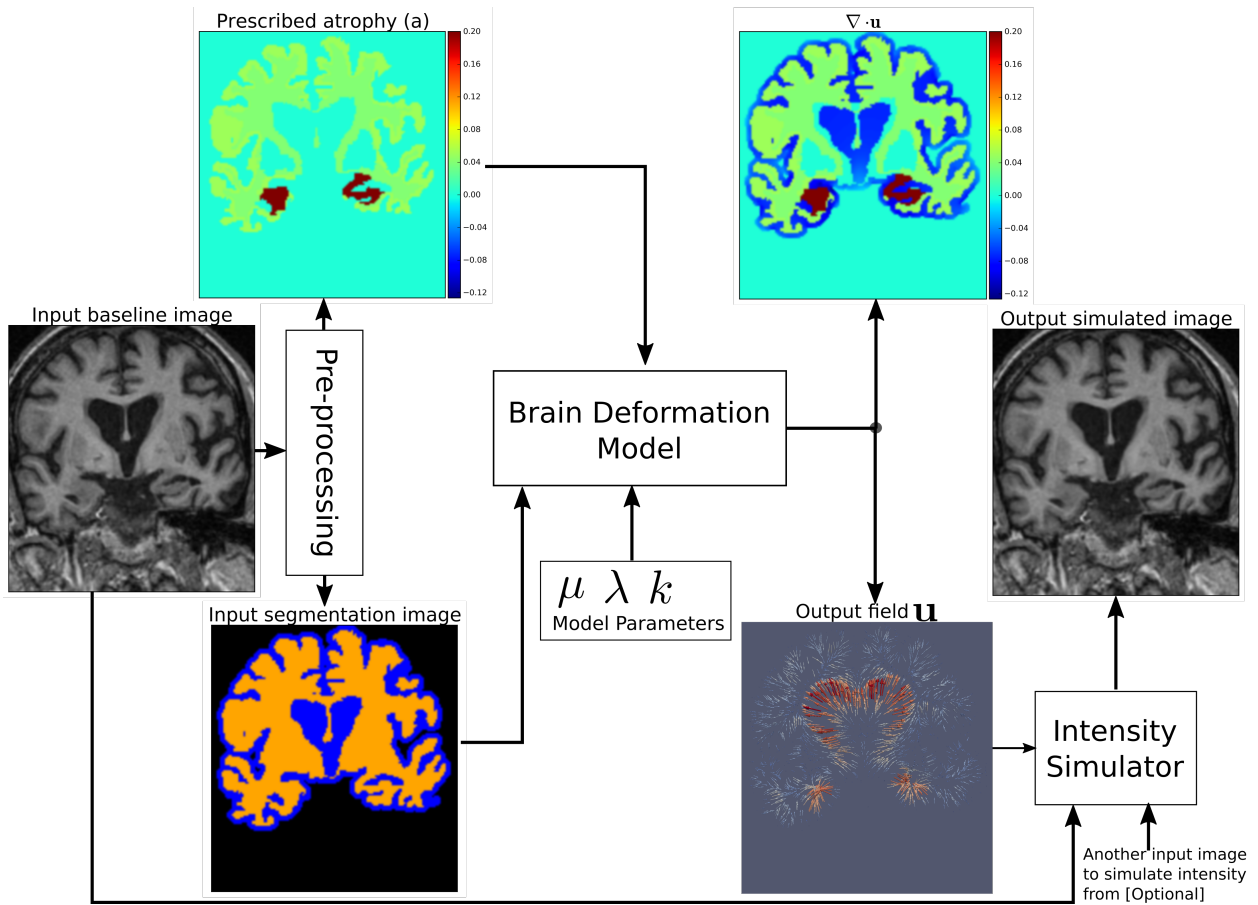 Prescribed atrophy (a)
0.20
0.16
0.12
0.08
0.04
0.00
−0.04
−0.08
−0.12
∇ ·u
0.20
0.16
0.12
0.08
0.04
0.00
−0.04
−0.08
−0.12
Input baseline image
Pre-processing
Brain Deformation
Model
Output simulated image
μ λ k
Model Parameters
Input segmentation image
Output field u
Intensity
Simulator
Another input image
to simulate intensity
from [Optional]